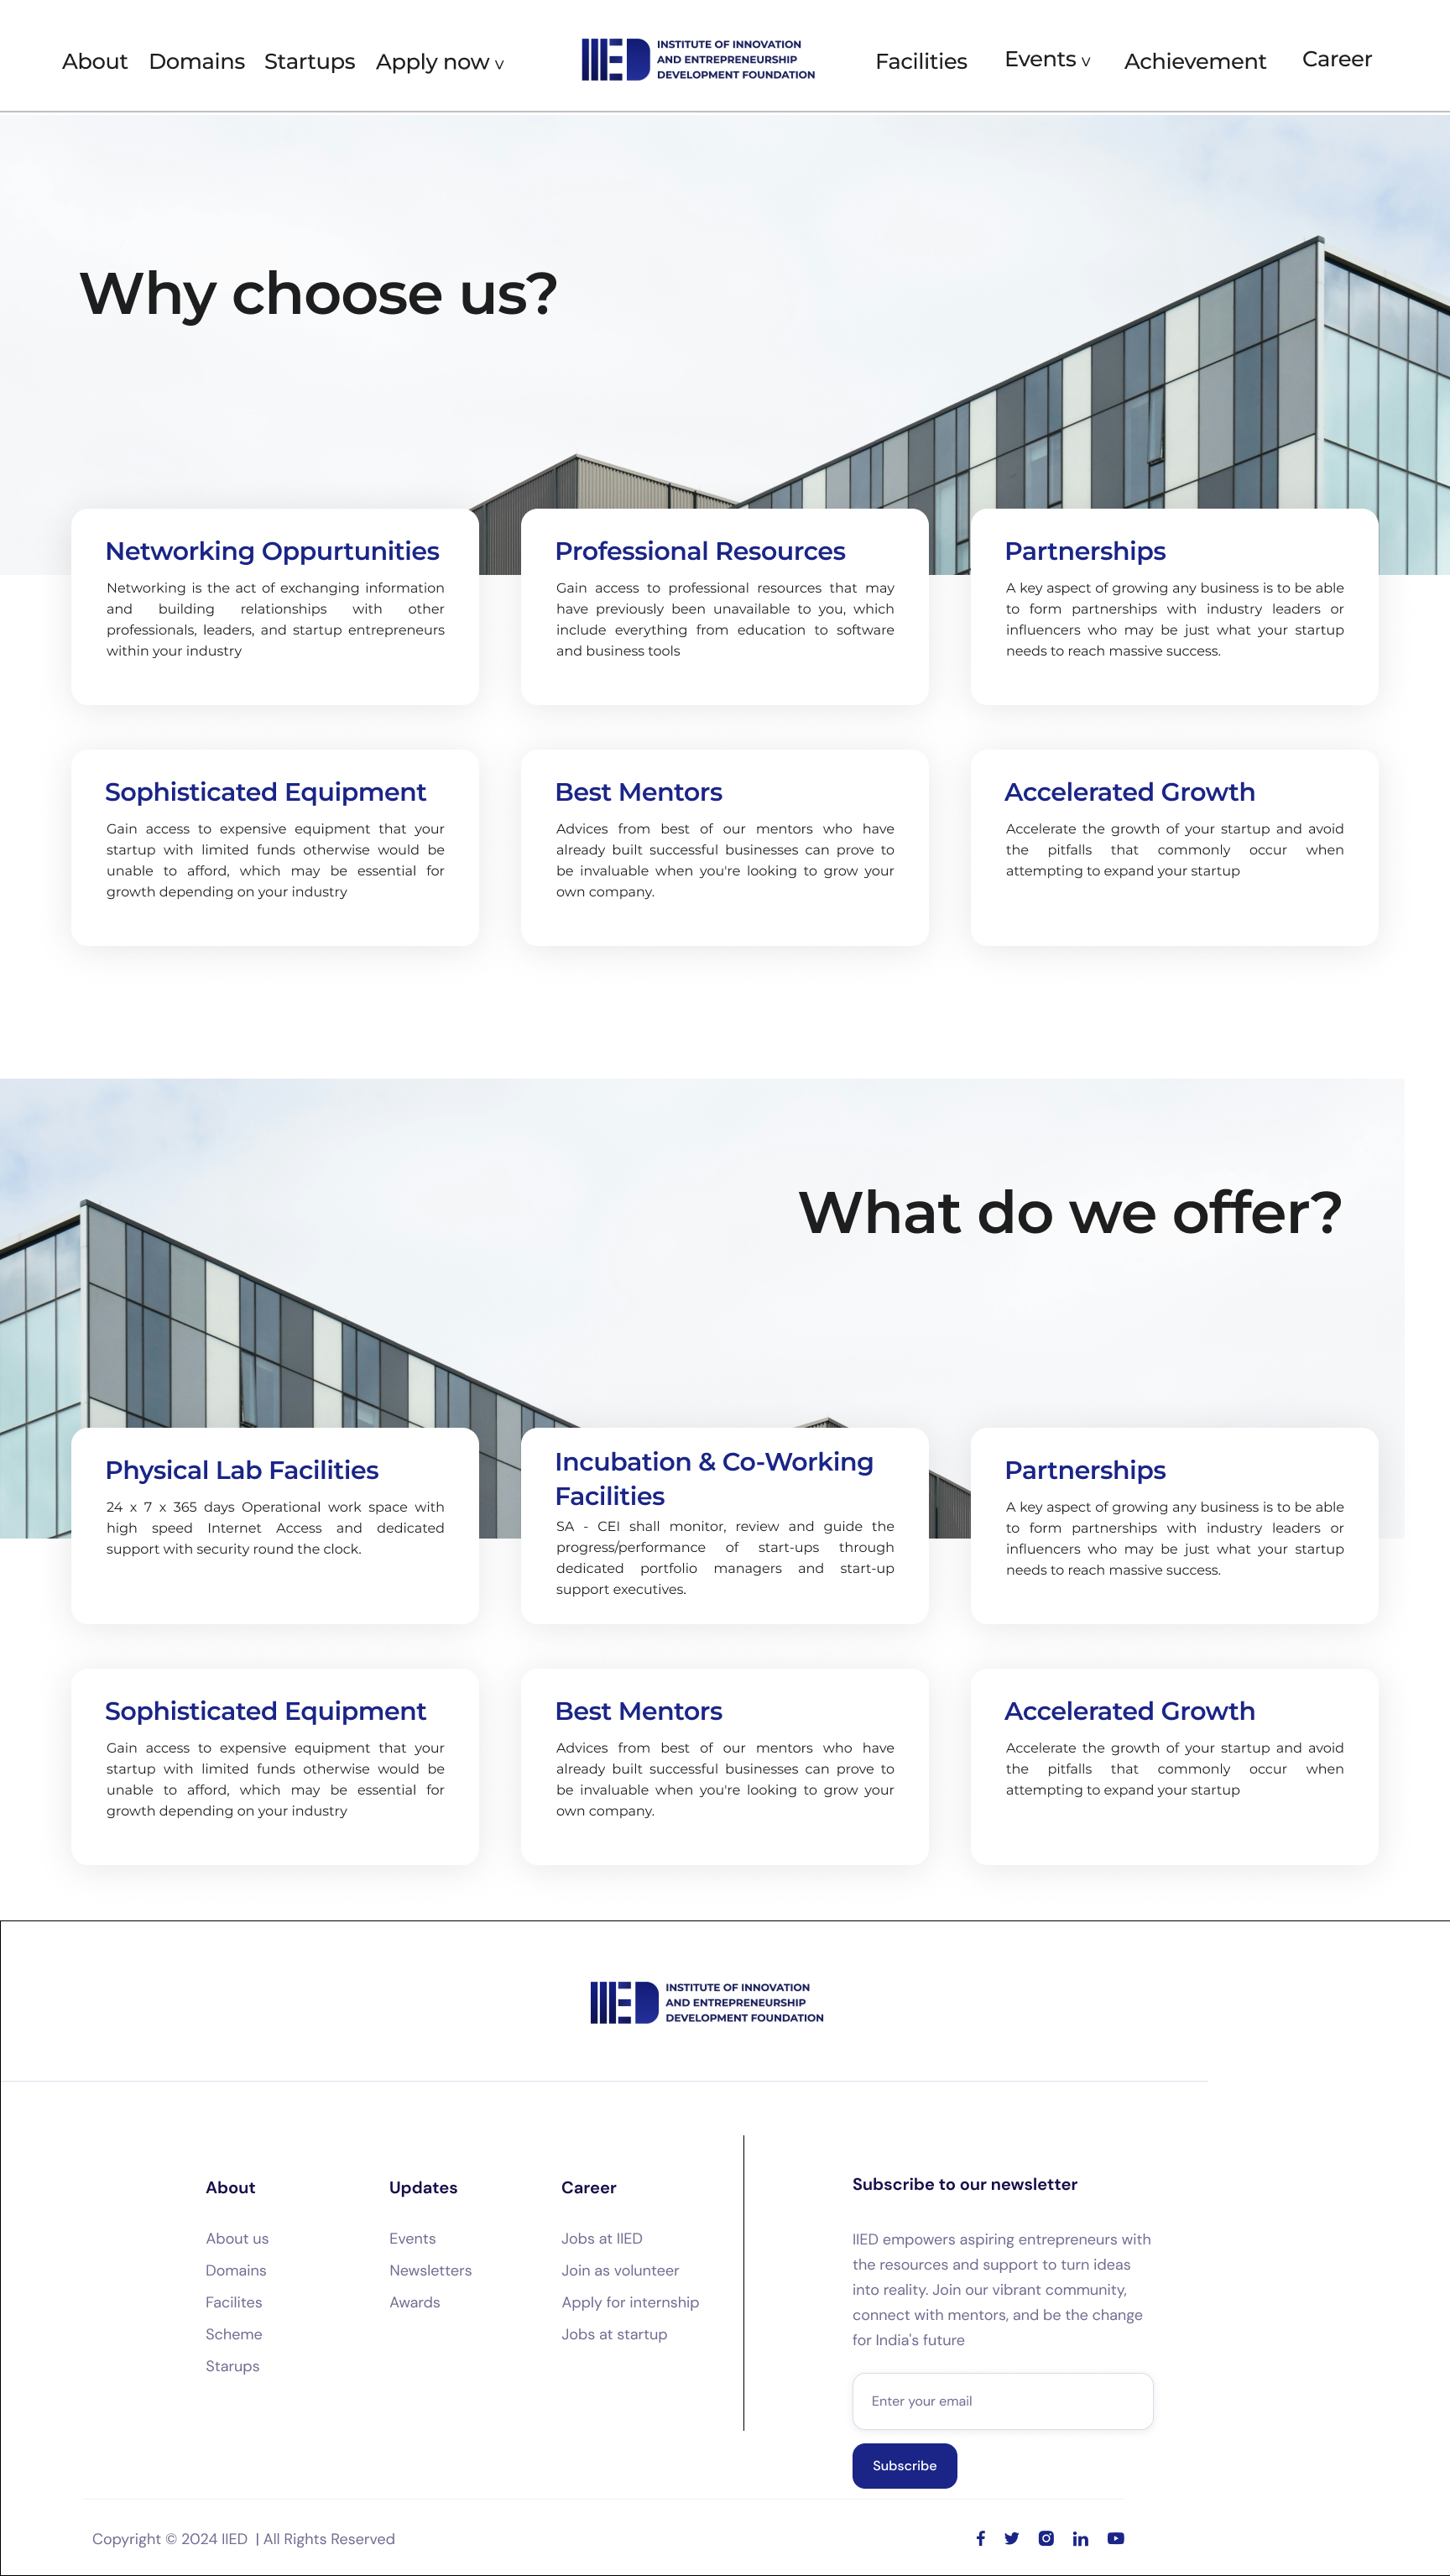 About Domains Startups Apply now v
INSTITUTE OF INNOVATION
AND ENTREPRENEURSHIP
DEVELOPMENT FOUNDATION
IIED
Facilities Events v Achievement Career
Why choose us?
Networking Oppurtunities
Networking is the act of exchanging information
and building relationships with other
professionals, leaders, and startup entrepreneurs
within your industry
Professional Resources
Gain access to professional resources that may
have previously been unavailable to you, which
include everything from education to software
and business tools
Partnerships
A key aspect of growing any business is to be able
to form partnerships with industry leaders or
influencers who may be just what your startup
needs to reach massive success.
Sophisticated Equipment
Gain access to expensive equipment that your
startup with limited funds otherwise would be
unable to afford, which may be essential for
growth depending on your industry
Best Mentors
Advices from best of our mentors who have
already built successful businesses can prove to
be invaluable when you're looking to grow your
own company.
Accelerated Growth
Accelerate the growth of your startup and avoid
the pitfalls that commonly occur when
attempting to expand your startup
What do we offer?
Physical Lab Facilities
24 x 7 x 365 days Operational work space with
high speed Internet Access and dedicated
support with security round the clock.
Incubation & Co-Working
Facilities
SA - CEI shall monitor, review and guide the
progress/performance of start-ups through
dedicated portfolio managers and start-up
support executives.
Partnerships
A key aspect of growing any business is to be able
to form partnerships with industry leaders or
influencers who may be just what your startup
needs to reach massive success.
Sophisticated Equipment
Gain access to expensive equipment that your
startup with limited funds otherwise would be
unable to afford, which may be essential for
growth depending on your industry
Best Mentors
Advices from best of our mentors who have
already built successful businesses can prove to
be invaluable when you're looking to grow your
own company.
Accelerated Growth
Accelerate the growth of your startup and avoid
the pitfalls that commonly occur when
attempting to expand your startup
IIED
INSTITUTE OF INNOVATION
AND ENTREPRENEURSHIP
DEVELOPMENT FOUNDATION
About
About us
Domains
Facilites
Scheme
Starups
Updates
Events
Newsletters
Awards
Career
Jobs at IIED
Join as volunteer
Apply for internship
Jobs at startup
Subscribe to our newsletter
IIED empowers aspiring entrepreneurs with
the resources and support to turn ideas
into reality. Join our vibrant community,
connect with mentors, and be the change
for India's future
Enter your email
Subscribe
Copyright © 2024 IIED | All Rights Reserved